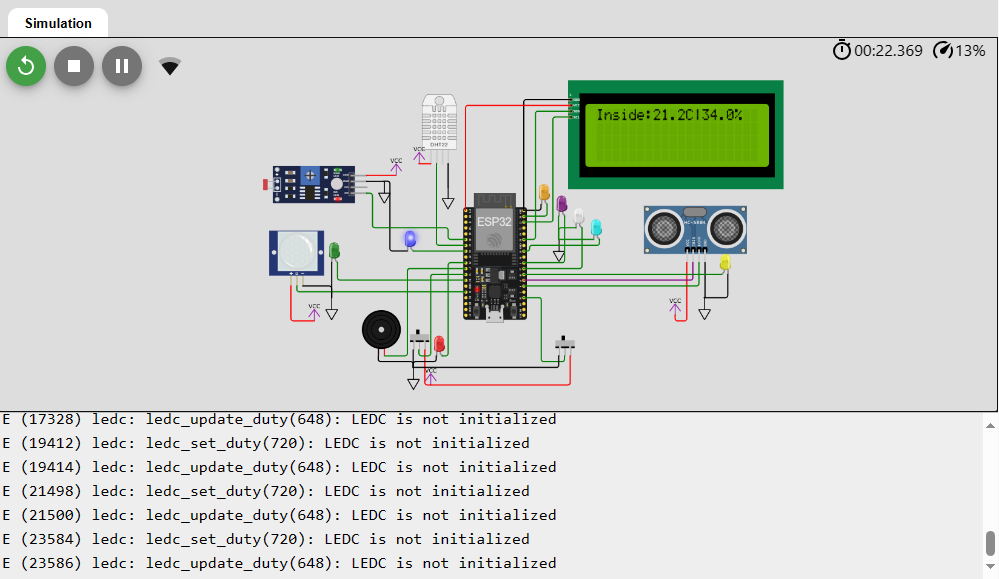 Simulation
00:22.369 13%
Inside:21.2C|34.0%
DHT22
VCC
VCC
ESP32
HC-SR04
VCC
VCC
VCC
E (17328) ledc: ledc_update_duty(648): LEDC is not initialized
E (19412) ledc: ledc_set_duty(720): LEDC is not initialized
E (19414) ledc: ledc_update_duty(648): LEDC is not initialized
E (21498) ledc: ledc_set_duty(720): LEDC is not initialized
E (21500) ledc: ledc_update_duty(648): LEDC is not initialized
E (23584) ledc: ledc_set_duty(720): LEDC is not initialized
E (23586) ledc: ledc_update_duty(648): LEDC is not initialized